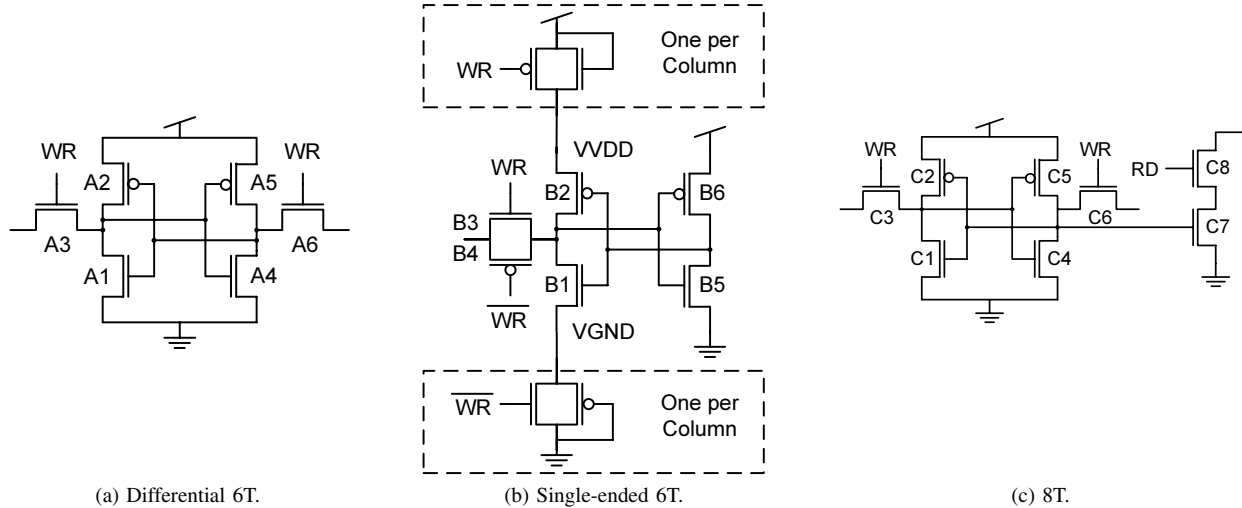 WR
A2
A5
WR
A3
A6
A1
A4
(a) Differential 6T.
One per
Column
WR
VVDD
WR
B2
B6
B3
B4
B1
B5
WR
VGND
WR
One per
Column
(b) Single-ended 6T.
WR
C2
C5
WR
RD
C8
C3
C6
C7
C1
C4
(c) 8T.